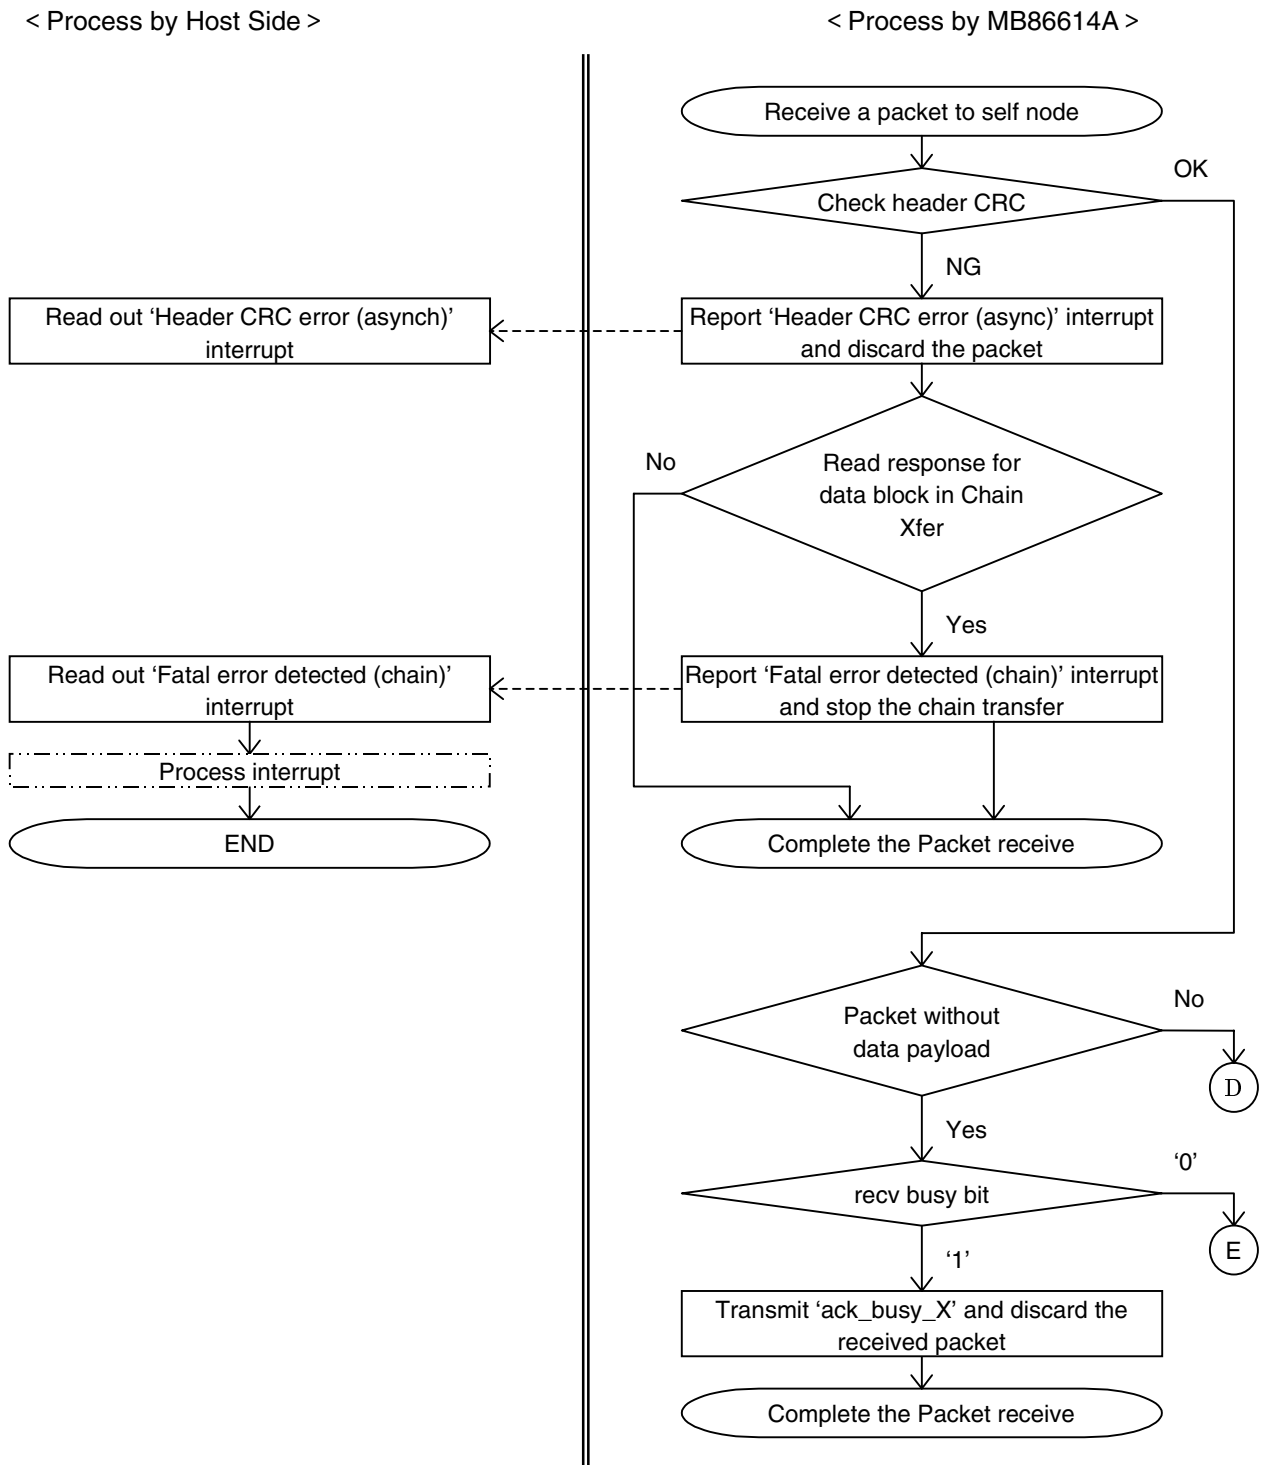 < Process by Host Side >
< Process by MB86614A >
Receive a packet to self node
OK
Check header CRC
NG
Read out ‘Header CRC error (asynch)’
interrupt
Report ‘Header CRC error (async)’ interrupt
and discard the packet
No
Read response for
data block in Chain
Xfer
Yes
Read out ‘Fatal error detected (chain)’
interrupt
Report ‘Fatal error detected (chain)’ interrupt
and stop the chain transfer
Process interrupt
END
Complete the Packet receive
Packet without
data payload
No
D
Yes
recv busy bit
‘0’
E
‘1’
Transmit ‘ack_busy_X’ and discard the
received packet
Complete the Packet receive